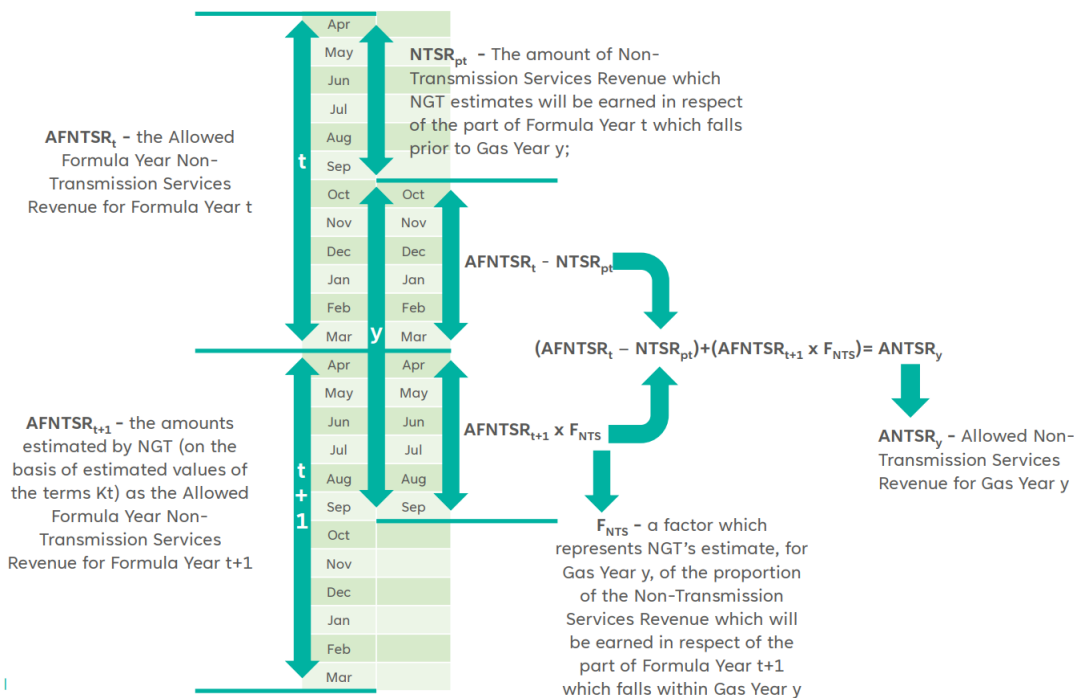 AFNTSRt - the Allowed
Formula Year Non-
Transmission Services
Revenue for Formula Year t
AFNTSRt+1 - the amounts
estimated by NGT (on the
basis of estimated values of
the terms Kt) as the Allowed
Formula Year Non-
Transmission Services
Revenue for Formula Year t+1
t
t
+
1
Apr
May
Jun
Jul
Aug
Sep
Oct
Nov
Dec
Jan
Feb
Mar
Apr
May
Jun
Jul
Aug
Sep
Oct
Nov
Dec
Jan
Feb
Mar
y
Oct
Nov
Dec
Jan
Feb
Mar
Apr
May
Jun
Jul
Aug
Sep
NTSRpt - The amount of Non-
Transmission Services Revenue which
NGT estimates will be earned in respect
of the part of Formula Year t which falls
prior to Gas Year y;
AFNTSRt - NTSRpt
(AFNTSRt – NTSRpt)+(AFNTSRt+1 x FNTS)= ANTSRy
AFNTSRt+1 x FNTS
ANTSRy - Allowed Non-
Transmission Services
Revenue for Gas Year y
FNTS - a factor which
represents NGT's estimate, for
Gas Year y, of the proportion
of the Non-Transmission
Services Revenue which will
be earned in respect of the
part of Formula Year t+1
which falls within Gas Year y